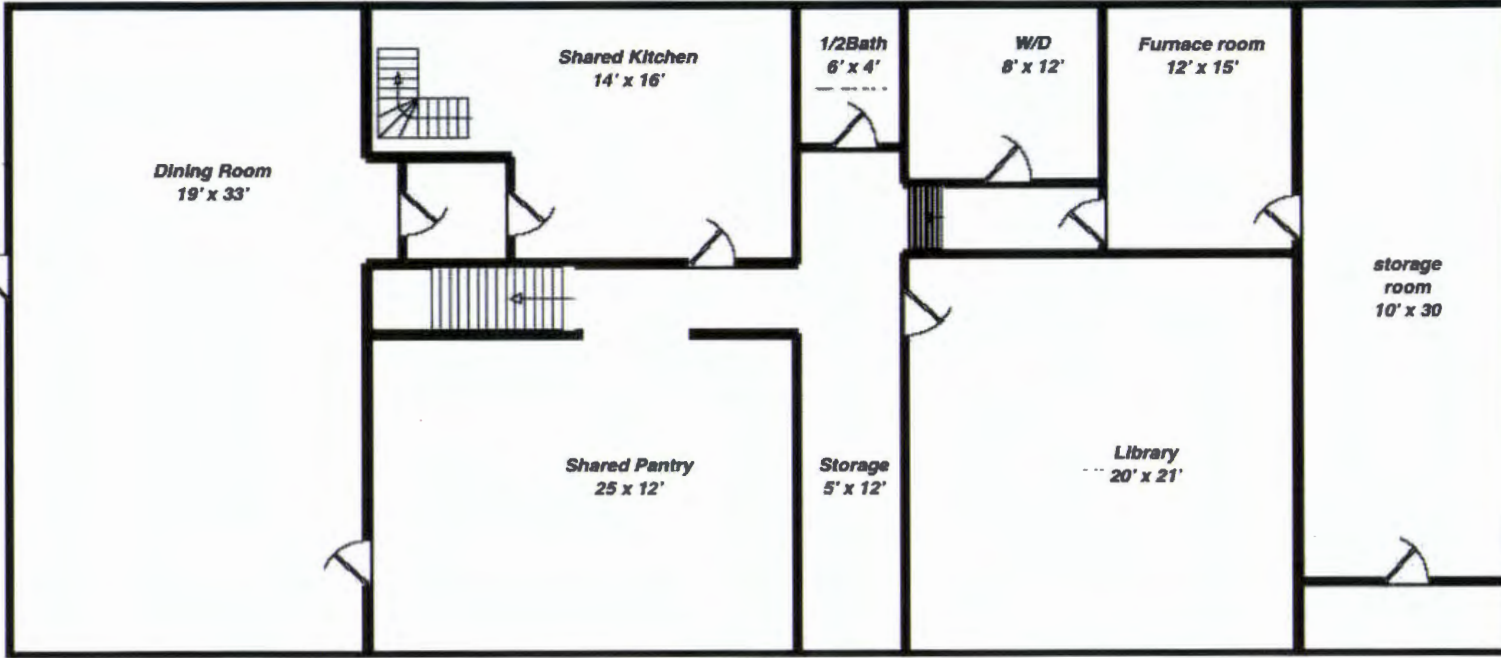 Dining Room
19' x 33'
Shared Kitchen
14' x 16'
1/2Bath
6' x 4'
W/D
8' x 12'
Furnace room
12' x 15'
storage
room
10' x 30
Shared Pantry
25 x 12'
Storage
5' x 12'
Library
20' x 21'